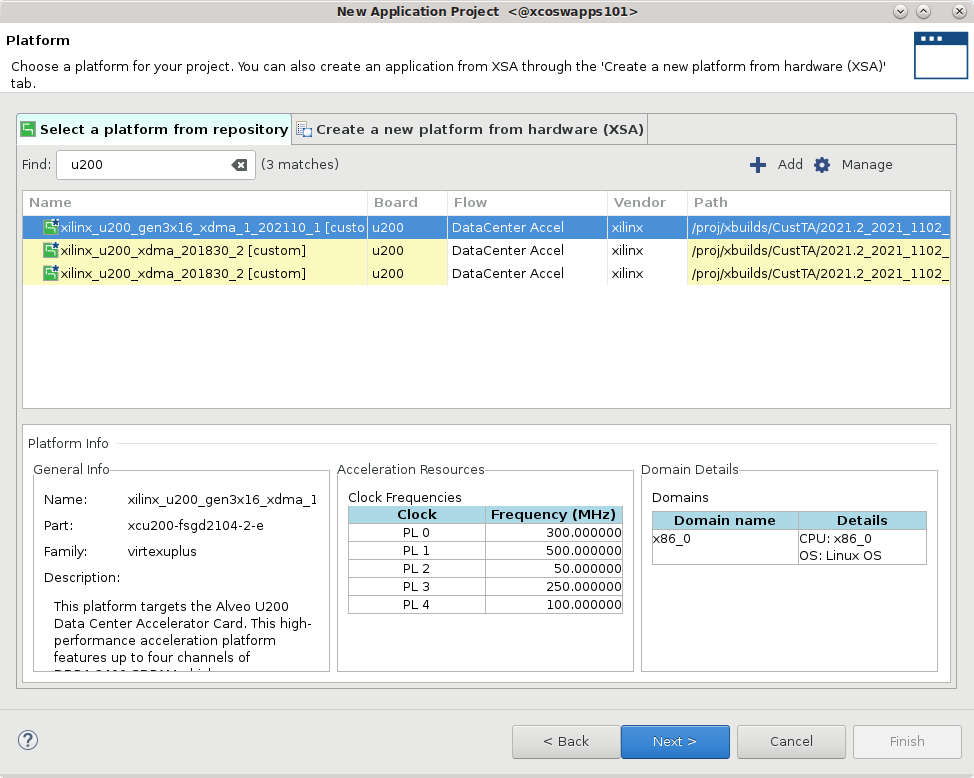 New Application Project <@xcoswapps101>
Platform
Choose a platform for your project. You can also create an application from XSA through the 'Create a new platform from hardware (XSA)'
tab.
Select a platform from repository Create a new platform from hardware (XSA)
Find: u200 (3 matches) Add Manage
Name Board Flow Vendor Path
xilinx_u200_gen3x16_xdma_1_202110_1 [custo u200 DataCenter Accel xilinx /proj/xbuilds/CustTA/2021.2_2021_1102_
xilinx_u200_xdma_201830_2 [custom] u200 DataCenter Accel xilinx /proj/xbuilds/CustTA/2021.2_2021_1102_
xilinx_u200_xdma_201830_2 [custom] u200 DataCenter Accel xilinx /proj/xbuilds/CustTA/2021.2_2021_1102_
Platform Info
General Info
Name: xilinx_u200_gen3x16_xdma_1
Part: xcu200-fsgd2104-2-e
Family: virtexuplus
Description:
This platform targets the Alveo U200
Data Center Accelerator Card. This high-
performance acceleration platform
features up to four channels of
Acceleration Resources
Clock Frequencies
Clock Frequency (MHz)
PL 0 300.000000
PL 1 500.000000
PL 2 50.000000
PL 3 250.000000
PL 4 100.000000
Domain Details
Domains
Domain name Details
x86_0 CPU: x86_0
OS: Linux OS
< Back Next > Cancel Finish